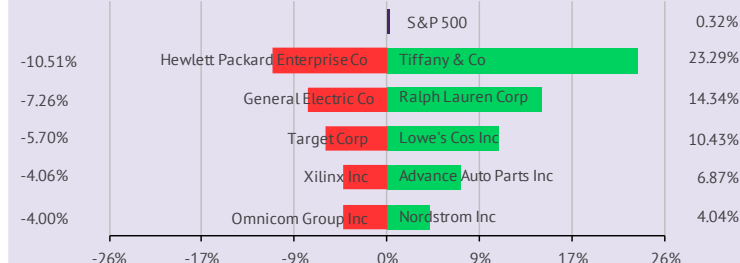 S&P 500 0.32%
-10.51% Hewlett Packard Enterprise Co Tiffany & Co 23.29%
-7.26% General Electric Co Ralph Lauren Corp 14.34%
-5.70% Target Corp Lowe's Cos Inc 10.43%
-4.06% Xilinx Inc Advance Auto Parts Inc 6.87%
-4.00% Omnicom Group Inc Nordstrom Inc 4.04%
-26% -17% -9% 0% 9% 17% 26%